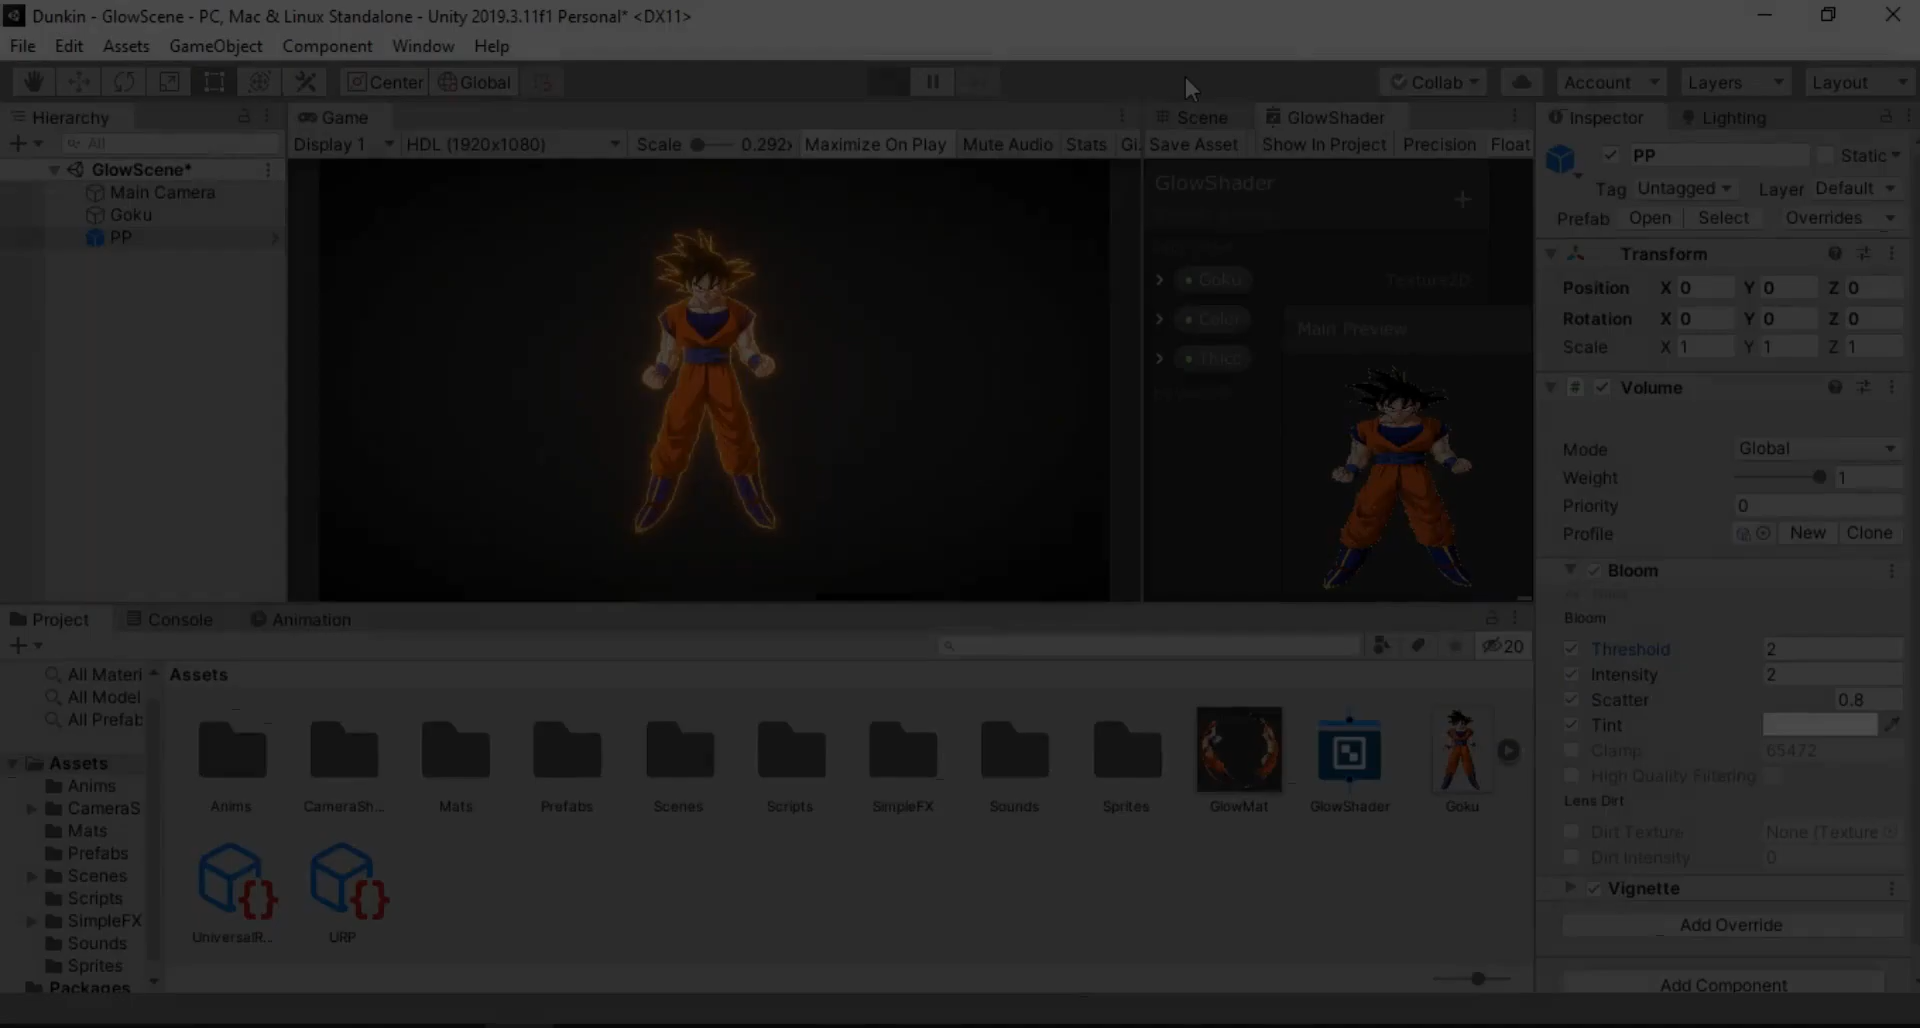 Dunkin - GlowScene - PC, Mac & Linux Standalone - Unity 2019.3.11f1 Personal* <DX11>
File Edit Assets GameObject Component Window Help
Center Global Collab Account Layers Layout
Hierarchy
All
GlowScene*
Main Camera
Goku
PP
Game
Display 1 HDL (1920x1080) Scale 0.292x Maximize On Play Mute Audio Stats Gi
Scene GlowShader
Save Asset Show In Project Precision Float
GlowShader
Goku Texture2D
Color
Thicc
Main Preview
Inspector Lighting
PP Static
Tag Untagged Layer Default
Prefab Open Select Overrides
Transform
Position X 0 Y 0 Z 0
Rotation X 0 Y 0 Z 0
Scale X 1 Y 1 Z 1
# Volume
Mode Global
Weight 1
Priority 0
Profile New Clone
Bloom
Bloom
Threshold 2
Intensity 2
Scatter 0.8
Tint
Clamp 65472
High Quality Filtering
Lens Dirt
Dirt Texture None (Texture
Dirt Intensity 0
Vignette
Add Override
Add Component
Project Console Animation
20
All Materi
All Model
All Prefab
Assets
Anims
CameraS
Mats
Prefabs
Scenes
Scripts
SimpleFX
Sounds
Sprites
Packages
Assets
Anims CameraSh... Mats Prefabs Scenes Scripts SimpleFX Sounds Sprites GlowMat GlowShader Goku
UniversalR... URP